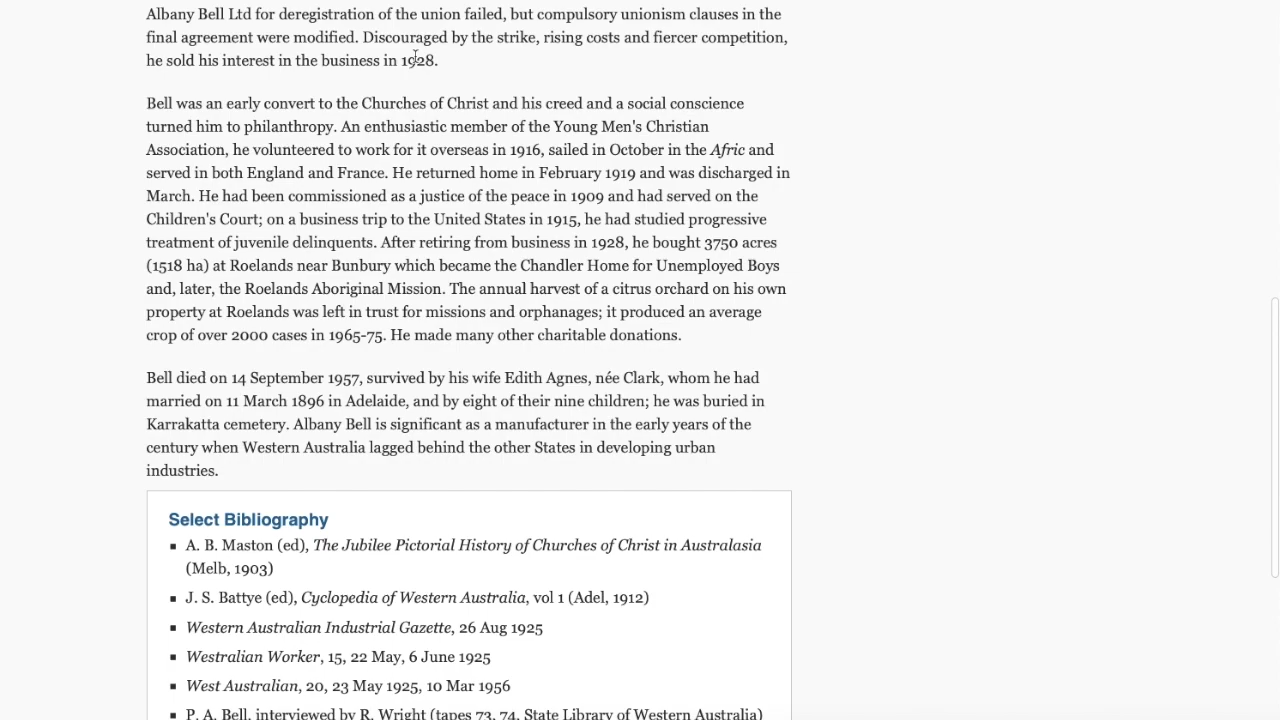 Albany Bell Ltd for deregistration of the union failed, but compulsory unionism clauses in the
final agreement were modified. Discouraged by the strike, rising costs and fiercer competition,
he sold his interest in the business in 1928.
Bell was an early convert to the Churches of Christ and his creed and a social conscience
turned him to philanthropy. An enthusiastic member of the Young Men's Christian
Association, he volunteered to work for it overseas in 1916, sailed in October in the Afric and
served in both England and France. He returned home in February 1919 and was discharged in
March. He had been commissioned as a justice of the peace in 1909 and had served on the
Children's Court; on a business trip to the United States in 1915, he had studied progressive
treatment of juvenile delinquents. After retiring from business in 1928, he bought 3750 acres
(1518 ha) at Roelands near Bunbury which became the Chandler Home for Unemployed Boys
and, later, the Roelands Aboriginal Mission. The annual harvest of a citrus orchard on his own
property at Roelands was left in trust for missions and orphanages; it produced an average
crop of over 2000 cases in 1965-75. He made many other charitable donations.
Bell died on 14 September 1957, survived by his wife Edith Agnes, née Clark, whom he had
married on 11 March 1896 in Adelaide, and by eight of their nine children; he was buried in
Karrakatta cemetery. Albany Bell is significant as a manufacturer in the early years of the
century when Western Australia lagged behind the other States in developing urban
industries.
Select Bibliography
▪ A. B. Maston (ed), The Jubilee Pictorial History of Churches of Christ in Australasia
(Melb, 1903)
▪ J. S. Battye (ed), Cyclopedia of Western Australia, vol 1 (Adel, 1912)
▪ Western Australian Industrial Gazette, 26 Aug 1925
▪ Westralian Worker, 15, 22 May, 6 June 1925
▪ West Australian, 20, 23 May 1925, 10 Mar 1956
▪ P. A. Bell, interviewed by R. Wright (tapes 73, 74, State Library of Western Australia)